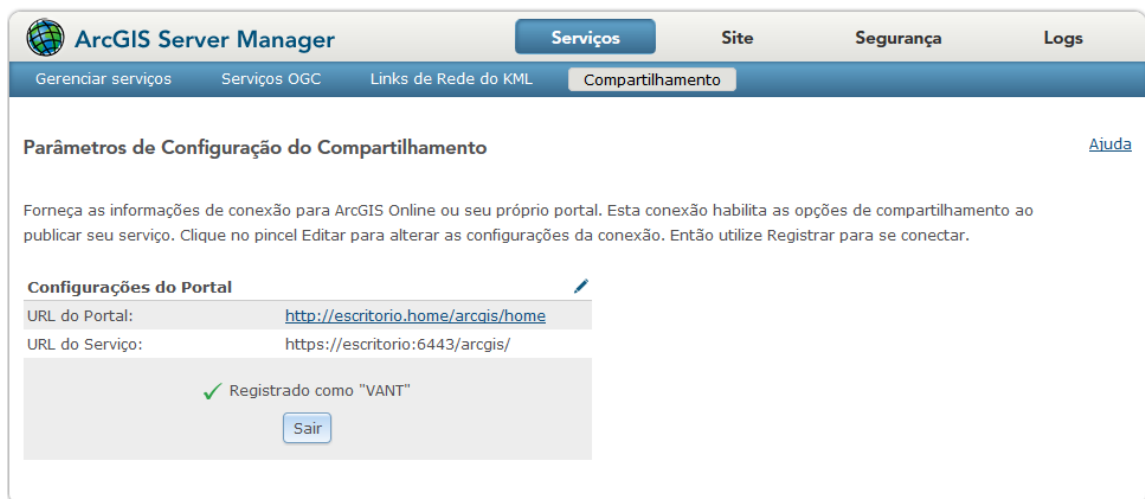 ArcGIS Server Manager
Serviços
Site
Segurança
Logs
Gerenciar serviços
Serviços OGC
Links de Rede do KML
Compartilhamento
Parâmetros de Configuração do Compartilhamento
Ajuda
Forneça as informações de conexão para ArcGIS Online ou seu próprio portal. Esta conexão habilita as opções de compartilhamento ao
publicar seu serviço. Clique no pincel Editar para alterar as configurações da conexão. Então utilize Registrar para se conectar.
Configurações do Portal
URL do Portal: http://escritorio.home/arcgis/home
URL do Serviço: https://escritorio:6443/arcgis/
Registrado como "VANT"
Sair